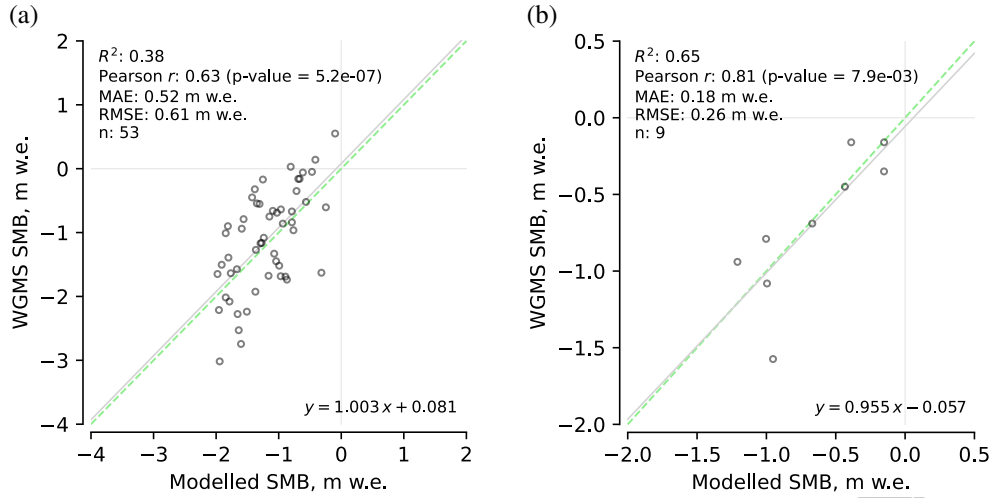 (a)
R²: 0.38
Pearson r: 0.63 (p-value = 5.2e-07)
MAE: 0.52 m w.e.
RMSE: 0.61 m w.e.
n: 53
2
1
0
−1
−2
−3
−4
WGMS SMB, m w.e.
y = 1.003 x + 0.081
−4 −3 −2 −1 0 1 2
Modelled SMB, m w.e.
(b)
R²: 0.65
Pearson r: 0.81 (p-value = 7.9e-03)
MAE: 0.18 m w.e.
RMSE: 0.26 m w.e.
n: 9
0.5
0.0
−0.5
−1.0
−1.5
−2.0
WGMS SMB, m w.e.
y = 0.955 x − 0.057
−2.0 −1.5 −1.0 −0.5 0.0 0.5
Modelled SMB, m w.e.